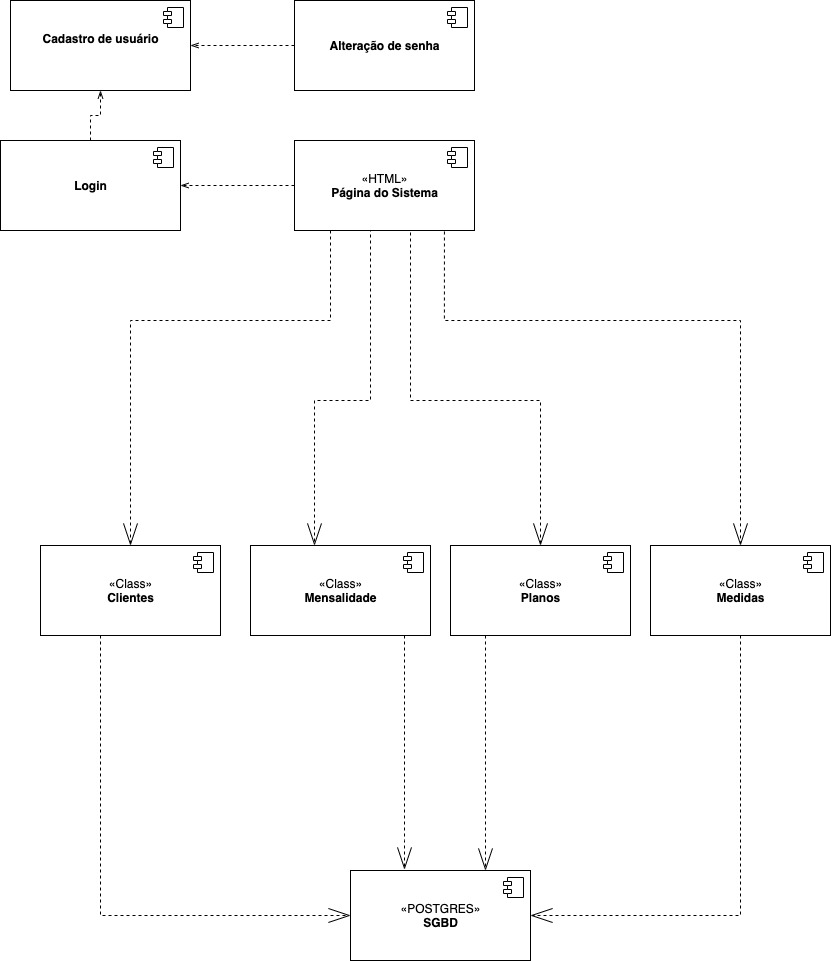 Cadastro de usuário
Alteração de senha
Login
«HTML»
Página do Sistema
«Class»
Clientes
«Class»
Mensalidade
«Class»
Planos
«Class»
Medidas
«POSTGRES»
SGBD